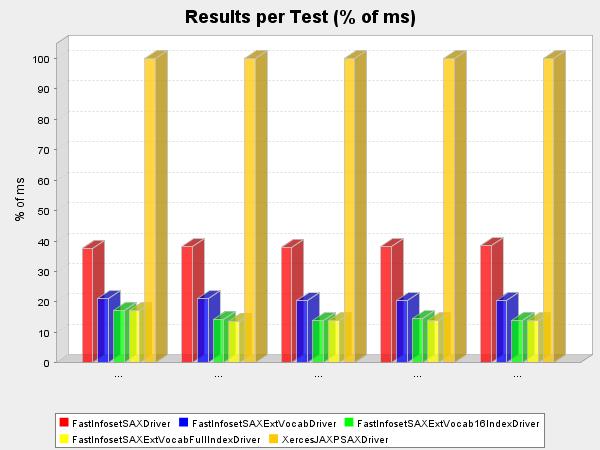 Results per Test (% of ms)
100
90
80
70
60
50
40
30
20
10
0
% of ms
... ... ... ... ...
FastInfosetSAXDriver FastInfosetSAXExtVocabDriver FastInfosetSAXExtVocab16IndexDriver
FastInfosetSAXExtVocabFullIndexDriver XercesJAXPSAXDriver